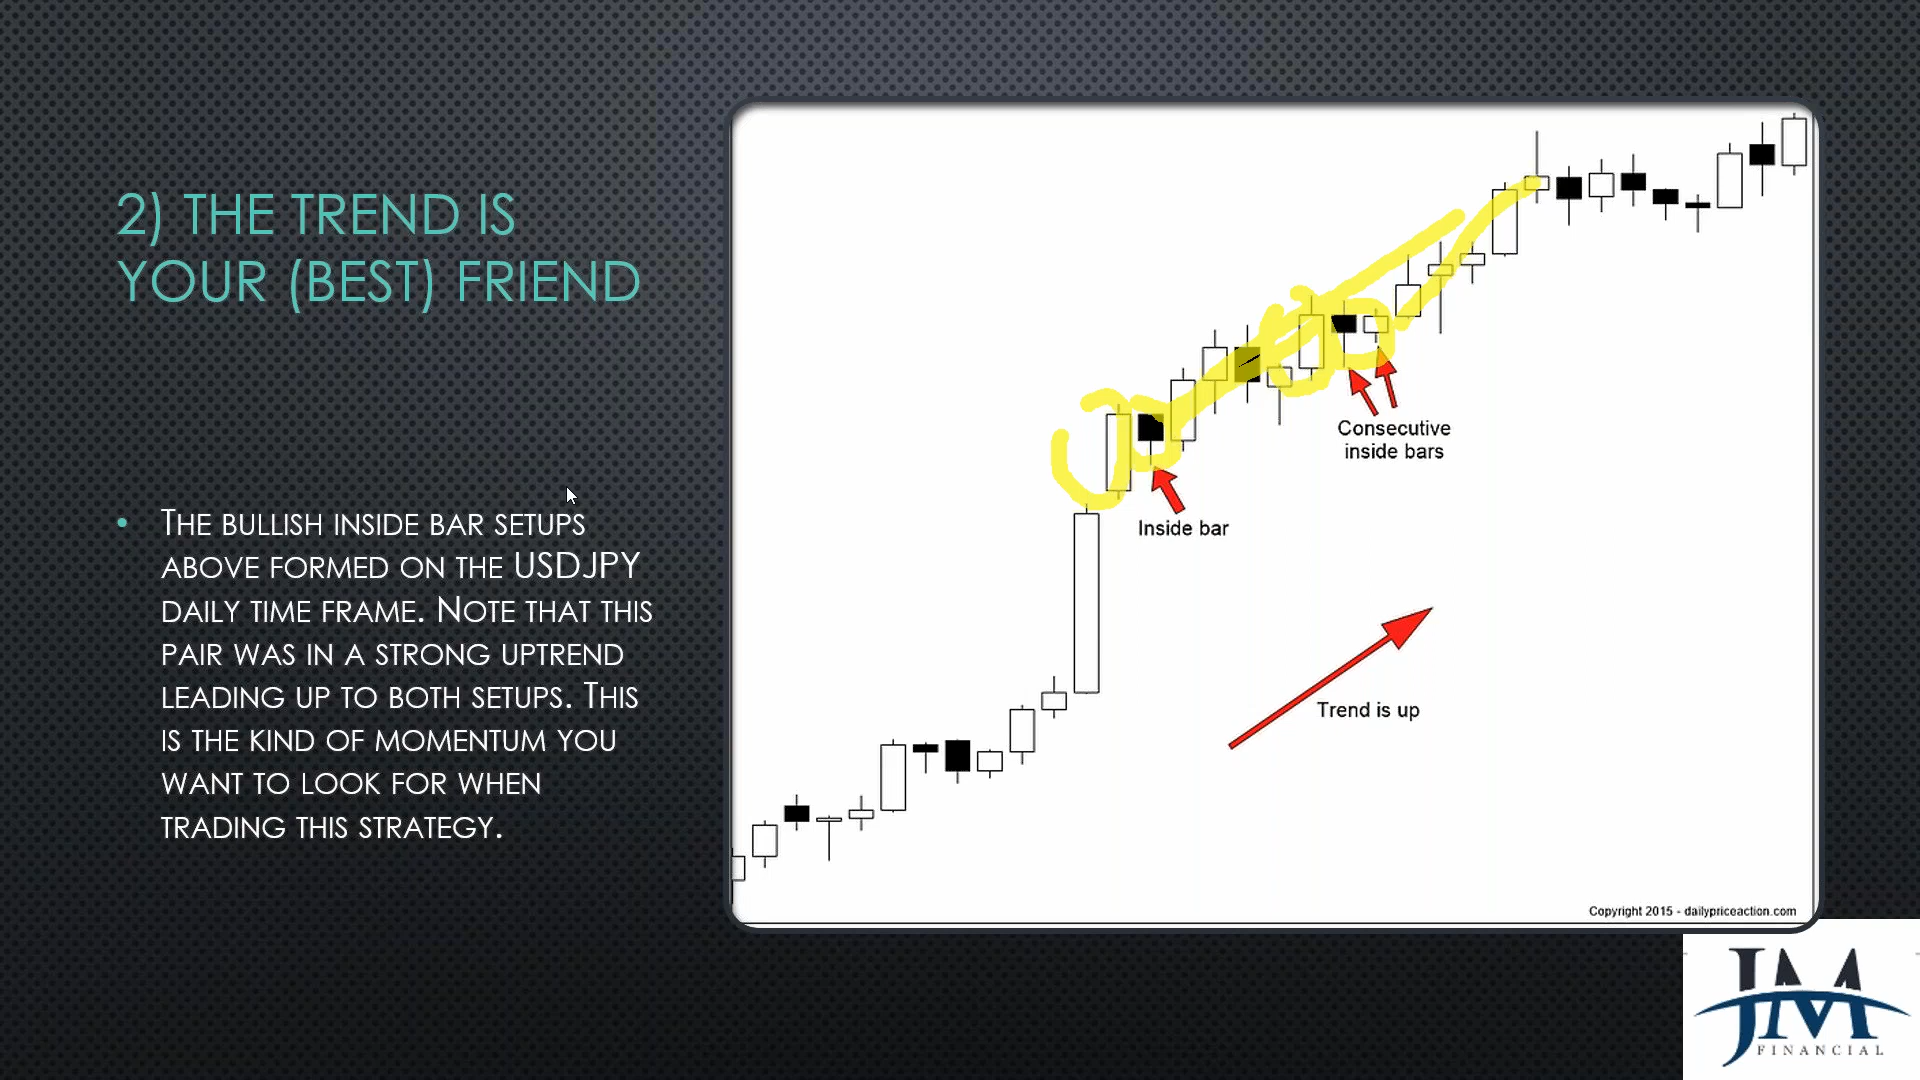 2) THE TREND IS
YOUR (BEST) FRIEND
• THE BULLISH INSIDE BAR SETUPS
ABOVE FORMED ON THE USDJPY
DAILY TIME FRAME. NOTE THAT THIS
PAIR WAS IN A STRONG UPTREND
LEADING UP TO BOTH SETUPS. THIS
IS THE KIND OF MOMENTUM YOU
WANT TO LOOK FOR WHEN
TRADING THIS STRATEGY.
Consecutive
inside bars
Inside bar
Trend is up
Copyright 2015 - dailypriceaction.com
JM
FINANCIAL